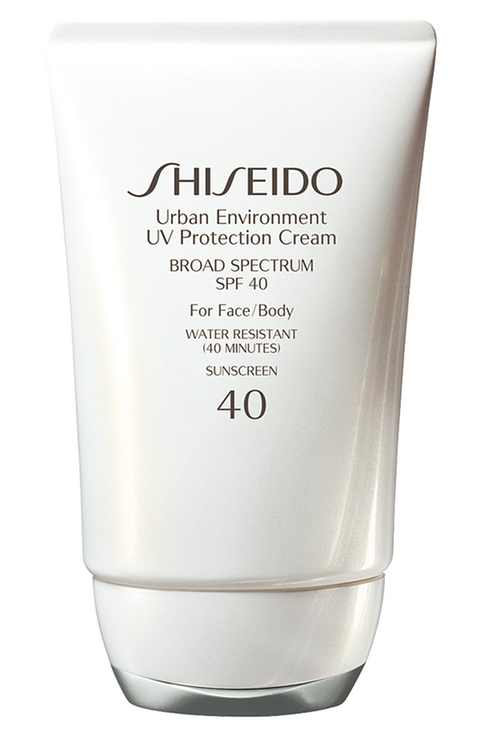 SHISEIDO
Urban Environment
UV Protection Cream
BROAD SPECTRUM
SPF 40
For Face/Body
WATER RESISTANT
(40 MINUTES)
SUNSCREEN
40